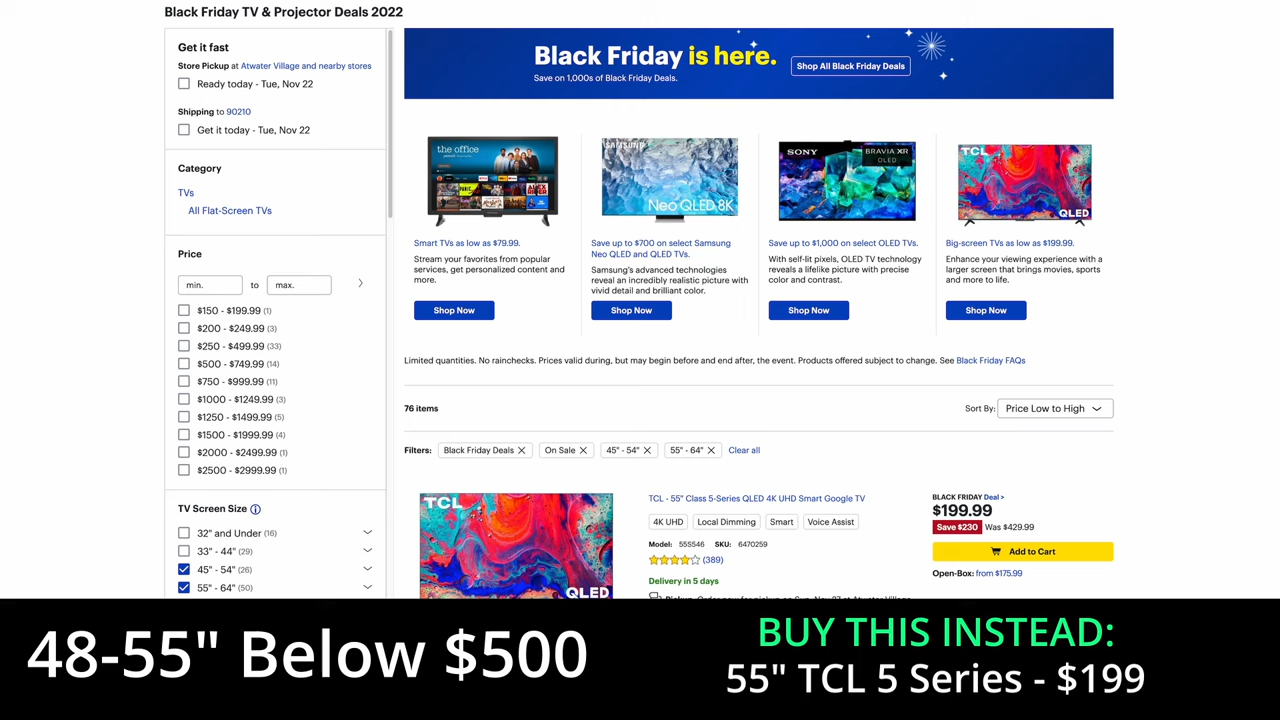 Black Friday TV & Projector Deals 2022
Get it fast
Store Pickup at Atwater Village and nearby stores
Ready today - Tue, Nov 22
Shipping to 90210
Get it today - Tue, Nov 22
Category
TVs
All Flat-Screen TVs
Price
min. to max.
$150 - $199.99 (1)
$200 - $249.99 (3)
$250 - $499.99 (33)
$500 - $749.99 (14)
$750 - $999.99 (11)
$1000 - $1249.99 (3)
$1250 - $1499.99 (5)
$1500 - $1999.99 (4)
$2000 - $2499.99 (1)
$2500 - $2999.99 (1)
TV Screen Size
32" and Under (16)
33" - 44" (29)
45" - 54" (26)
55" - 64" (50)
Black Friday is here.
Save on 1,000s of Black Friday Deals.
Shop All Black Friday Deals
the office
Smart TVs as low as $79.99.
Stream your favorites from popular
services, get personalized content and
more.
Shop Now
SAMSUNG
Neo QLED 8K
Save up to $700 on select Samsung
Neo QLED and QLED TVs.
Samsung's advanced technologies
reveal an incredibly realistic picture with
vivid detail and brilliant color.
Shop Now
SONY
BRAVIA XR
OLED
Save up to $1,000 on select OLED TVs.
With self-lit pixels, OLED TV technology
reveals a lifelike picture with precise
color and contrast.
Shop Now
TCL
QLED
Big-screen TVs as low as $199.99.
Enhance your viewing experience with a
larger screen that brings movies, sports
and more to life.
Shop Now
Limited quantities. No rainchecks. Prices valid during, but may begin before and end after, the event. Products offered subject to change. See Black Friday FAQs
76 items
Sort By: Price Low to High
Filters: Black Friday Deals On Sale 45" - 54" 55" - 64" Clear all
TCL
QLED
TCL - 55" Class 5-Series QLED 4K UHD Smart Google TV
4K UHD Local Dimming Smart Voice Assist
Model: 55S546 SKU: 6470259
(389)
Delivery in 5 days
BLACK FRIDAY Deal >
$199.99
Save $230 Was $429.99
Add to Cart
Open-Box: from $175.99
48-55" Below $500
BUY THIS INSTEAD:
55" TCL 5 Series - $199